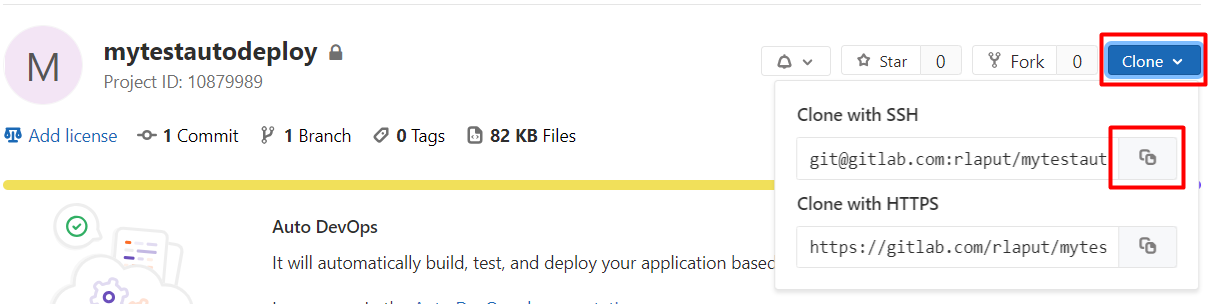 M
mytestautodeploy
Project ID: 10879989
Star 0
Fork 0
Clone
Add license
1 Commit
1 Branch
0 Tags
82 KB Files
Clone with SSH
git@gitlab.com:rlaput/mytestaut
Clone with HTTPS
https://gitlab.com/rlaput/mytes
Auto DevOps
It will automatically build, test, and deploy your application based